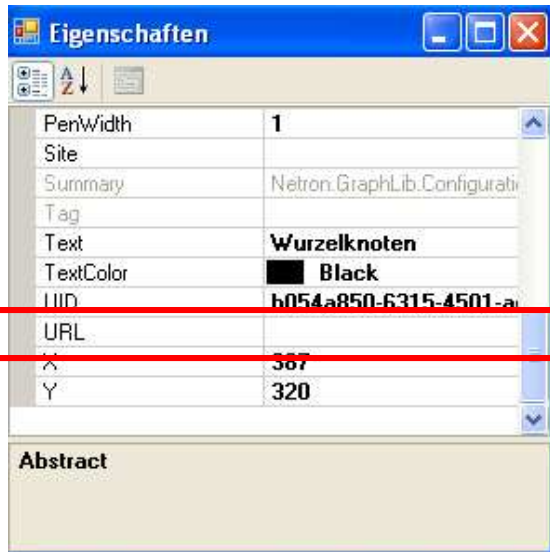 Eigenschaften
PenWidth 1
Site
Summary Netron.GraphLib.Configurati
Tag
Text Wurzelknoten
TextColor Black
UID b054a850-6315-4501-a
URL
X 387
Y 320
Abstract